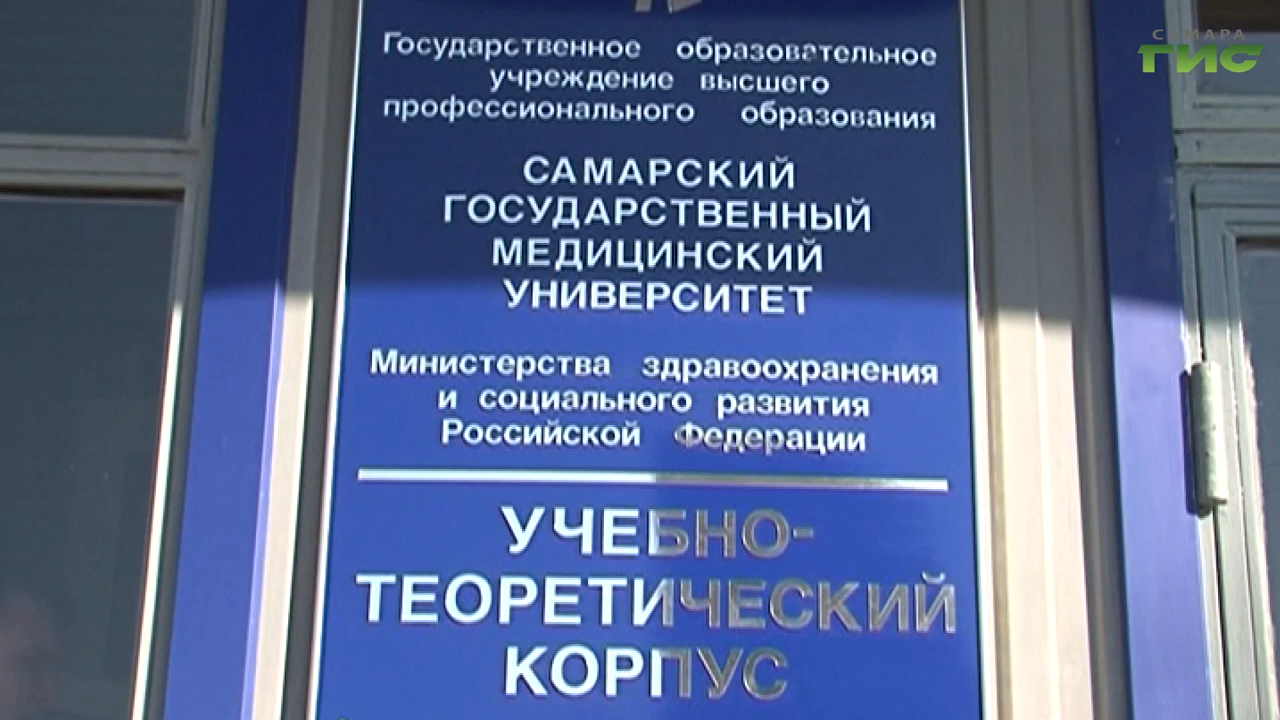 САМАРА
ГИС
Государственное образовательное
учреждение высшего
профессионального образования
САМАРСКИЙ
ГОСУДАРСТВЕННЫЙ
МЕДИЦИНСКИЙ
УНИВЕРСИТЕТ
Министерства здравоохранения
и социального развития
Российской Федерации
УЧЕБНО-
ТЕОРЕТИЧЕСКИЙ
КОРПУС